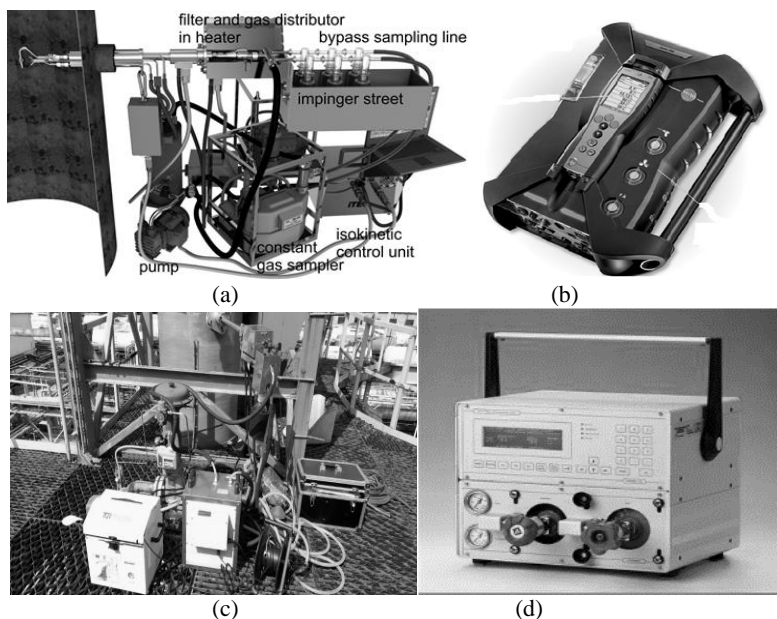 filter and gas distributor
in heater
bypass sampling line
impinger street
pump
constant
gas sampler
isokinetic
control unit
(a)
(b)
(c)
(d)